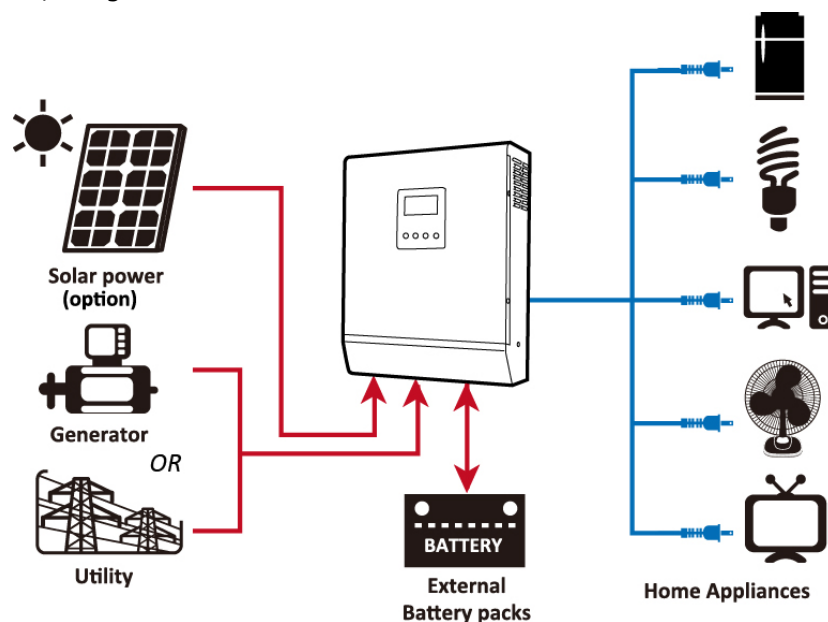 Solar power
(option)
Generator
OR
Utility
BATTERY
External
Battery packs
Home Appliances